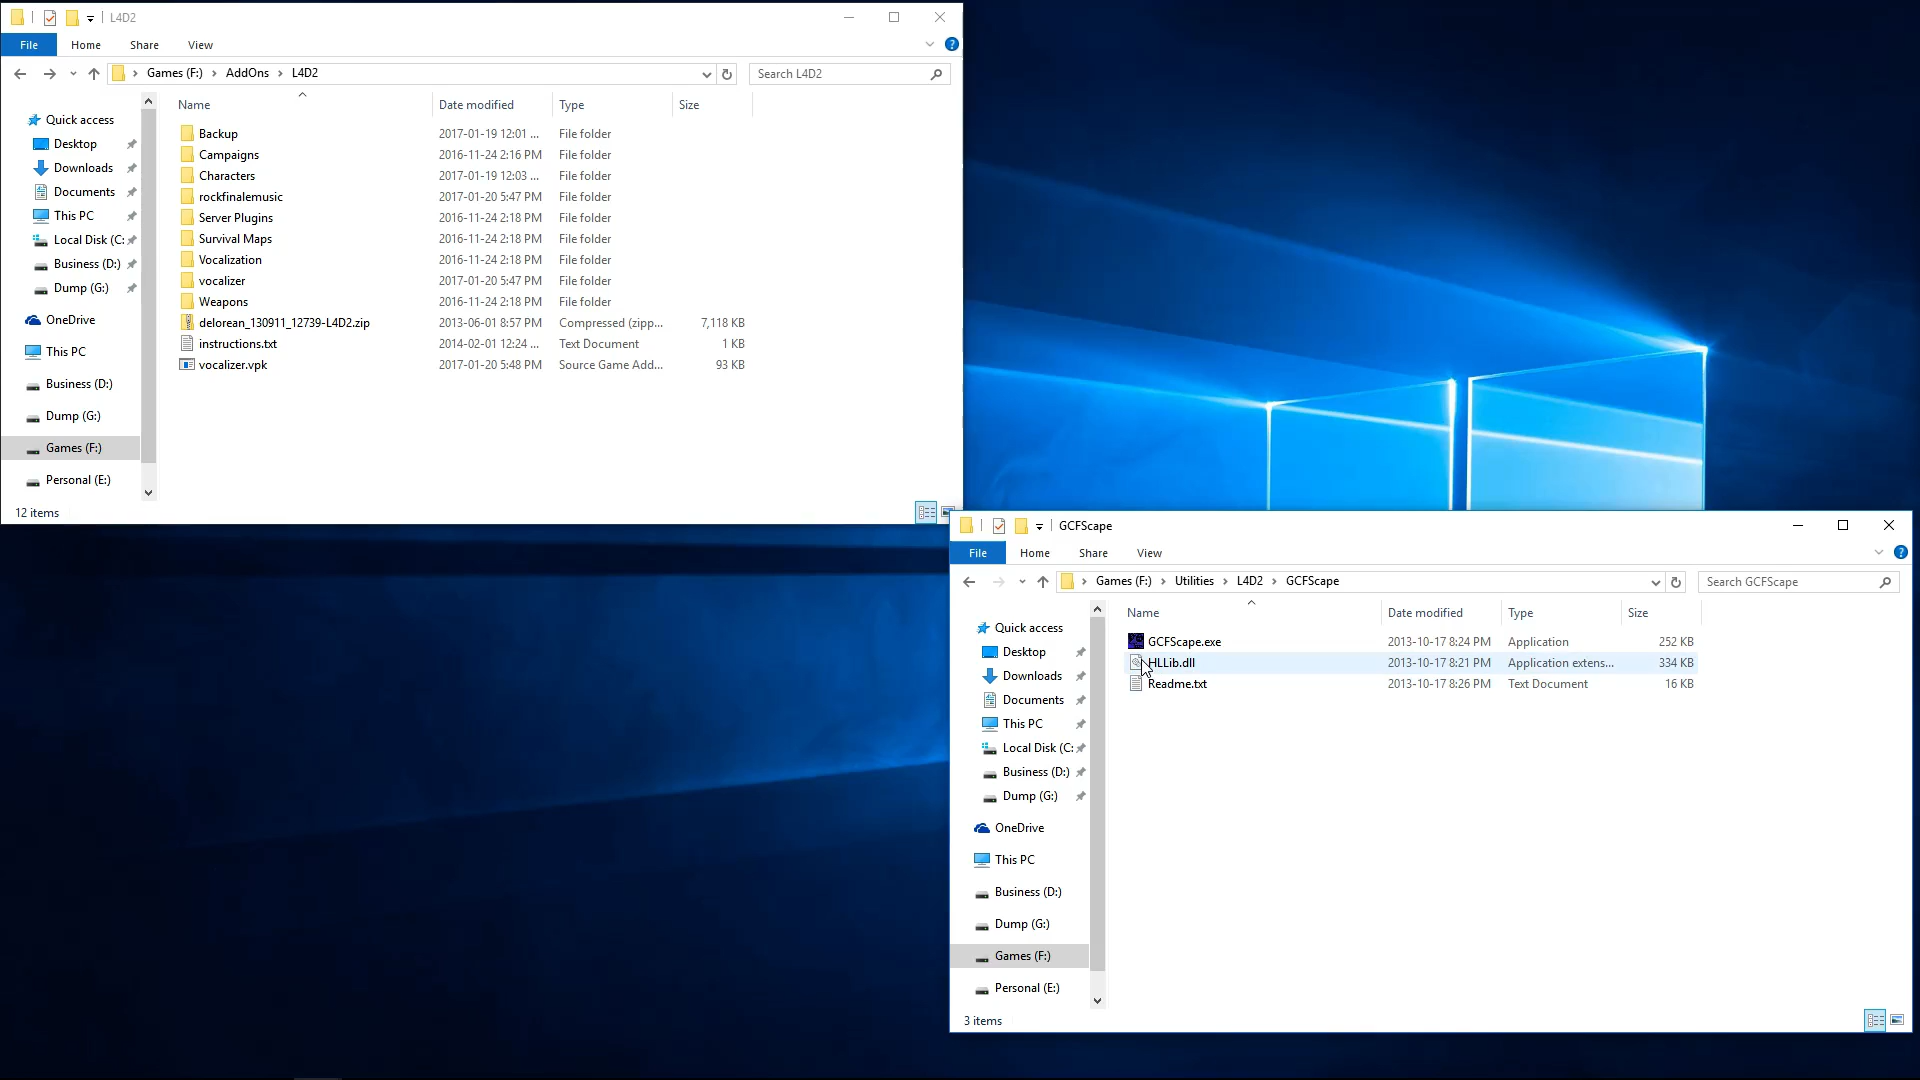 L4D2
File Home Share View
Games (F:) AddOns L4D2 Search L4D2
Name Date modified Type Size
Quick access
Desktop
Downloads
Documents
This PC
Local Disk (C:
Business (D:)
Dump (G:)
OneDrive
This PC
Business (D:)
Dump (G:)
Games (F:)
Personal (E:)
Backup 2017-01-19 12:01 ... File folder
Campaigns 2016-11-24 2:16 PM File folder
Characters 2017-01-19 12:03 ... File folder
rockfinalemusic 2017-01-20 5:47 PM File folder
Server Plugins 2016-11-24 2:18 PM File folder
Survival Maps 2016-11-24 2:18 PM File folder
Vocalization 2016-11-24 2:18 PM File folder
vocalizer 2017-01-20 5:47 PM File folder
Weapons 2016-11-24 2:18 PM File folder
delorean_130911_12739-L4D2.zip 2013-06-01 8:57 PM Compressed (zipp... 7,118 KB
instructions.txt 2014-02-01 12:24 ... Text Document 1 KB
vocalizer.vpk 2017-01-20 5:48 PM Source Game Add... 93 KB
12 items
GCFScape
File Home Share View
Games (F:) Utilities L4D2 GCFScape Search GCFScape
Name Date modified Type Size
Quick access
Desktop
Downloads
Documents
This PC
Local Disk (C:
Business (D:)
Dump (G:)
OneDrive
This PC
Business (D:)
Dump (G:)
Games (F:)
Personal (E:)
GCFScape.exe 2013-10-17 8:24 PM Application 252 KB
HLLib.dll 2013-10-17 8:21 PM Application extens... 334 KB
Readme.txt 2013-10-17 8:26 PM Text Document 16 KB
3 items